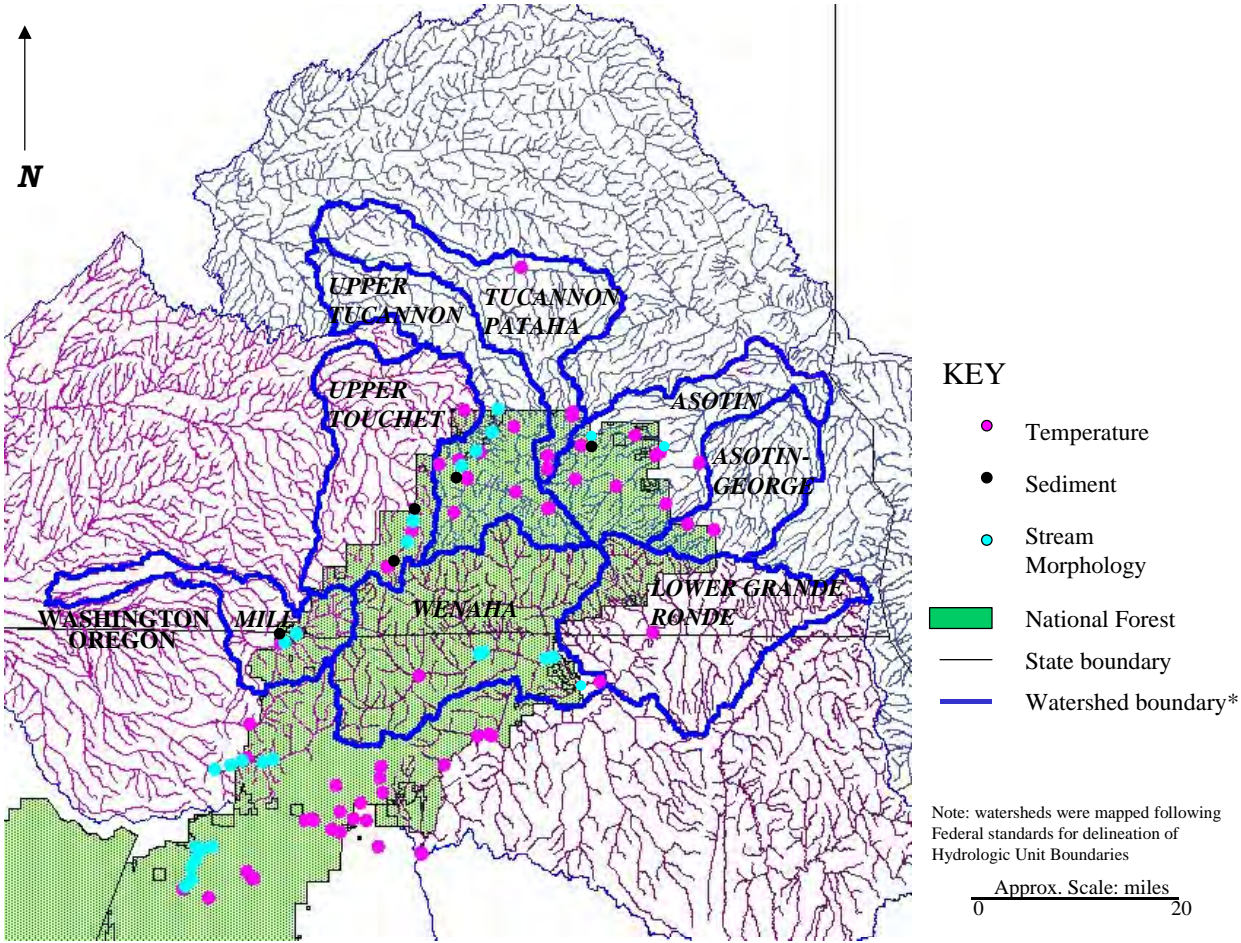 N
UPPER
TUCANNON
TUCANNON
PATAHA
UPPER
TOUCHET
ASOTIN
ASOTIN-
GEORGE
WASHINGTON
OREGON
MILL
WENAHA
LOWER GRANDE
RONDE
KEY
Temperature
Sediment
Stream
Morphology
National Forest
State boundary
Watershed boundary*
Note: watersheds were mapped following
Federal standards for delineation of
Hydrologic Unit Boundaries
Approx. Scale: miles
0 20